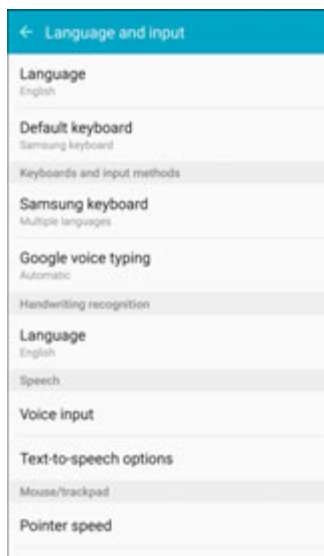 ← Language and input
Language
English
Default keyboard
Samsung keyboard
Keyboards and input methods
Samsung keyboard
Multiple languages
Google voice typing
Automatic
Handwriting recognition
Language
English
Speech
Voice input
Text-to-speech options
Mouse/trackpad
Pointer speed